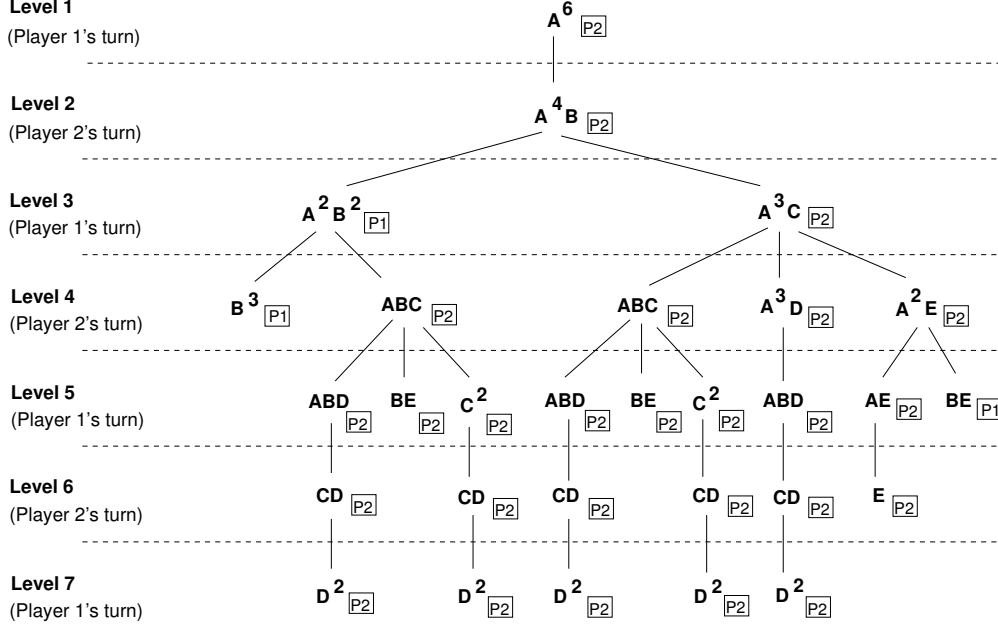 Level 1
(Player 1's turn)
A⁶ P2
Level 2
(Player 2's turn)
A⁴B P2
Level 3
(Player 1's turn)
A²B² P1 A³C P2
Level 4
(Player 2's turn)
B³ P1 ABC P2 ABC P2 A³D P2 A²E P2
Level 5
(Player 1's turn)
ABD P2 BE P2 C² P2 ABD P2 BE P2 C² P2 ABD P2 AE P2 BE P1
Level 6
(Player 2's turn)
CD P2 CD P2 CD P2 CD P2 CD P2 E P2
Level 7
(Player 1's turn)
D² P2 D² P2 D² P2 D² P2 D² P2